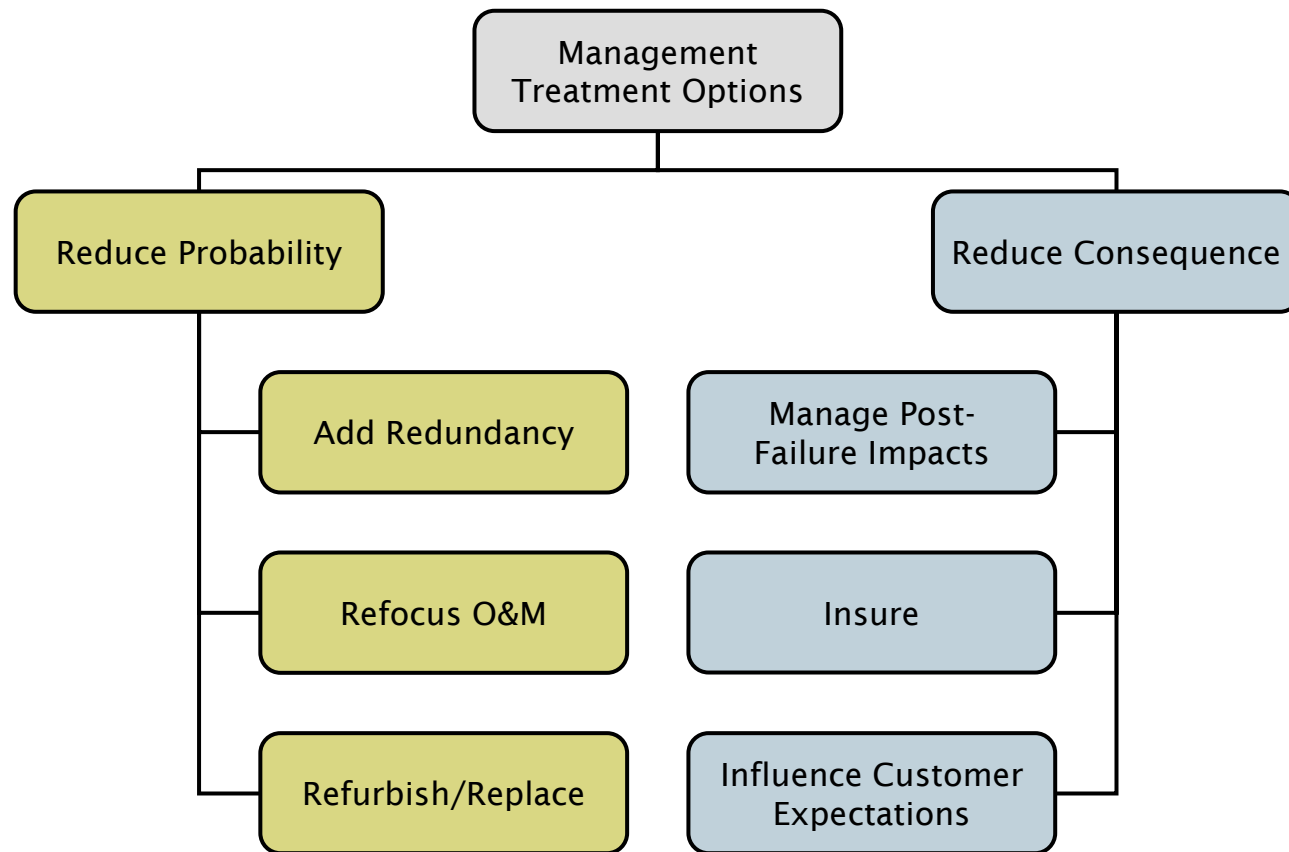 Management
Treatment Options
Reduce Probability
Reduce Consequence
Add Redundancy
Manage Post-
Failure Impacts
Refocus O&M
Insure
Refurbish/Replace
Influence Customer
Expectations